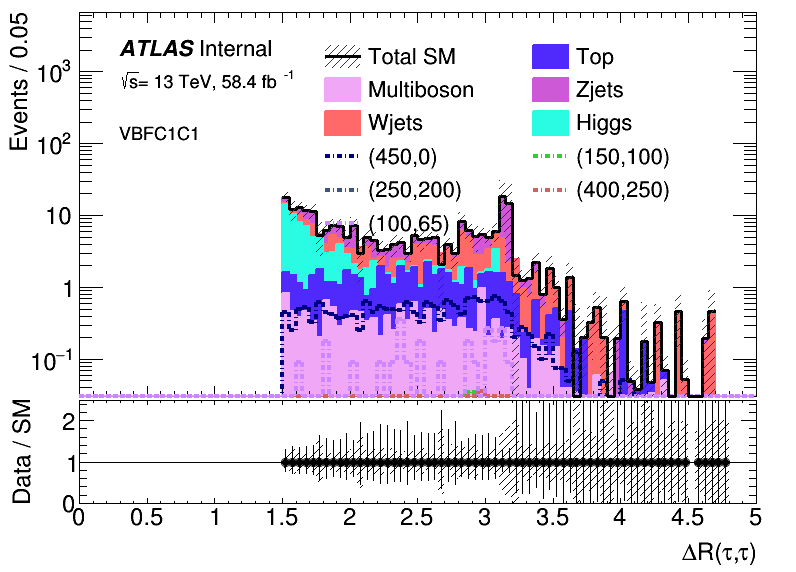 Events / 0.05
10³
10²
10
1
10⁻¹
ATLAS Internal
√s= 13 TeV, 58.4 fb ⁻¹
VBFC1C1
Total SM
Top
Multiboson
Zjets
Wjets
Higgs
(450,0)
(150,100)
(250,200)
(400,250)
(100,65)
Data / SM
2
1
0
0 0.5 1 1.5 2 2.5 3 3.5 4 4.5 5
ΔR(τ,τ)